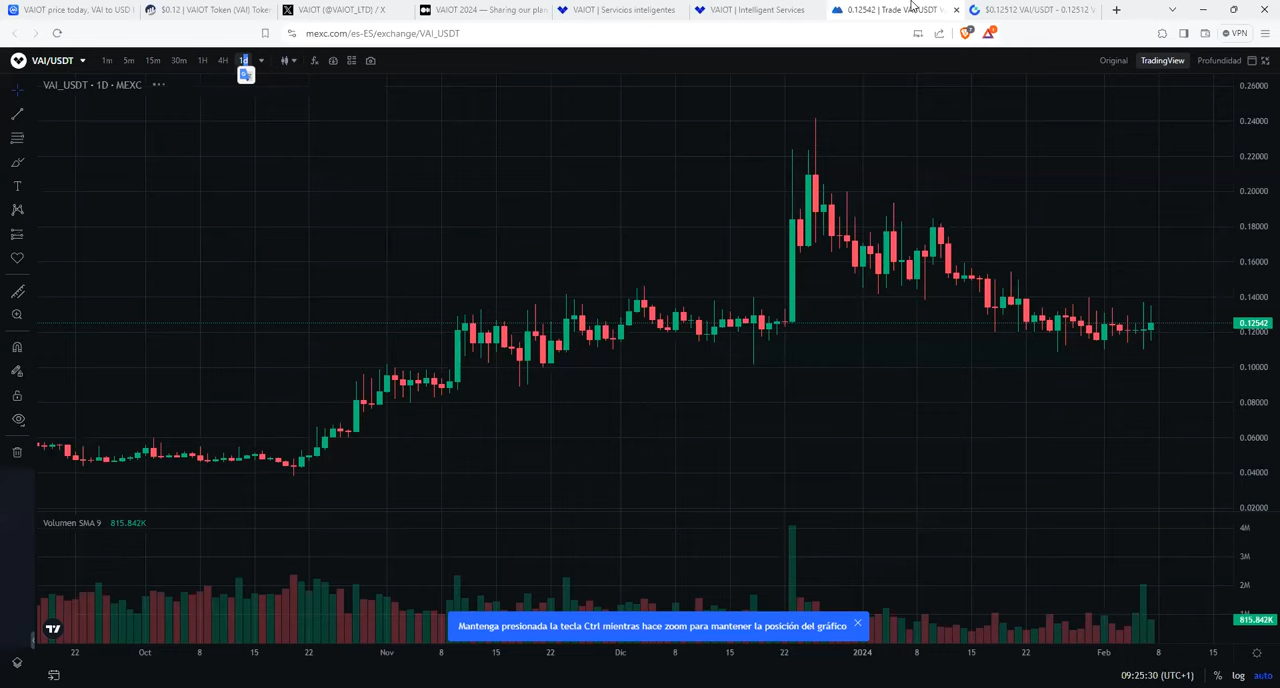 VAIOT price today, VAI to USD l
$0.12 | VAIOT Token (VAI) Token
VAIOT (@VAIOT_LTD) / X
VAIOT 2024 — Sharing our plan
VAIOT | Servicios inteligentes
VAIOT | Intelligent Services
0.12542 | Trade VAI/USDT V
$0.12512 VAI/USDT - 0.12512 V
mexc.com/es-ES/exchange/VAI_USDT
VPN
VAI/USDT
1m 5m 15m 30m 1H 4H 1d
Original TradingView Profundidad
VAI_USDT · 1D · MEXC
0.26000
0.24000
0.22000
0.20000
0.18000
0.16000
0.14000
0.12542
0.12000
0.10000
0.08000
0.06000
0.04000
0.02000
Volumen SMA 9 815.842K
4M
3M
2M
1M
815.842K
Mantenga presionada la tecla Ctrl mientras hace zoom para mantener la posición del gráfico
22 Oct 8 15 22 Nov 8 15 22 Dic 8 15 22 2024 8 15 22 Feb 8 15
09:25:30 (UTC+1) % log auto